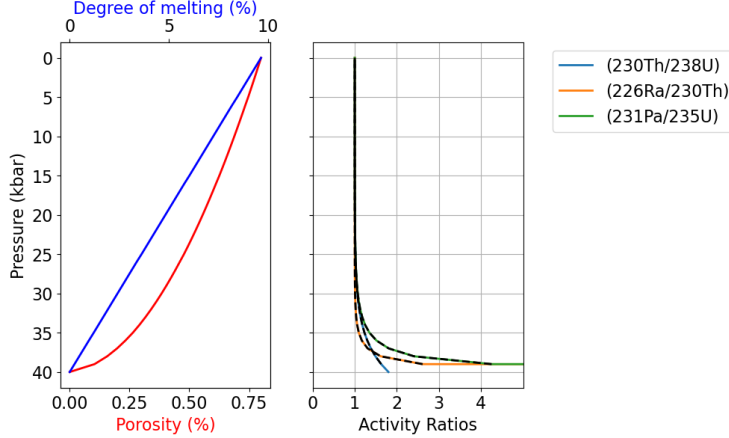 Degree of melting (%)
0 5 10
0
5
10
15
20
25
30
35
40
Pressure (kbar)
0.00 0.25 0.50 0.75
Porosity (%)
0 1 2 3 4
Activity Ratios
(230Th/238U)
(226Ra/230Th)
(231Pa/235U)